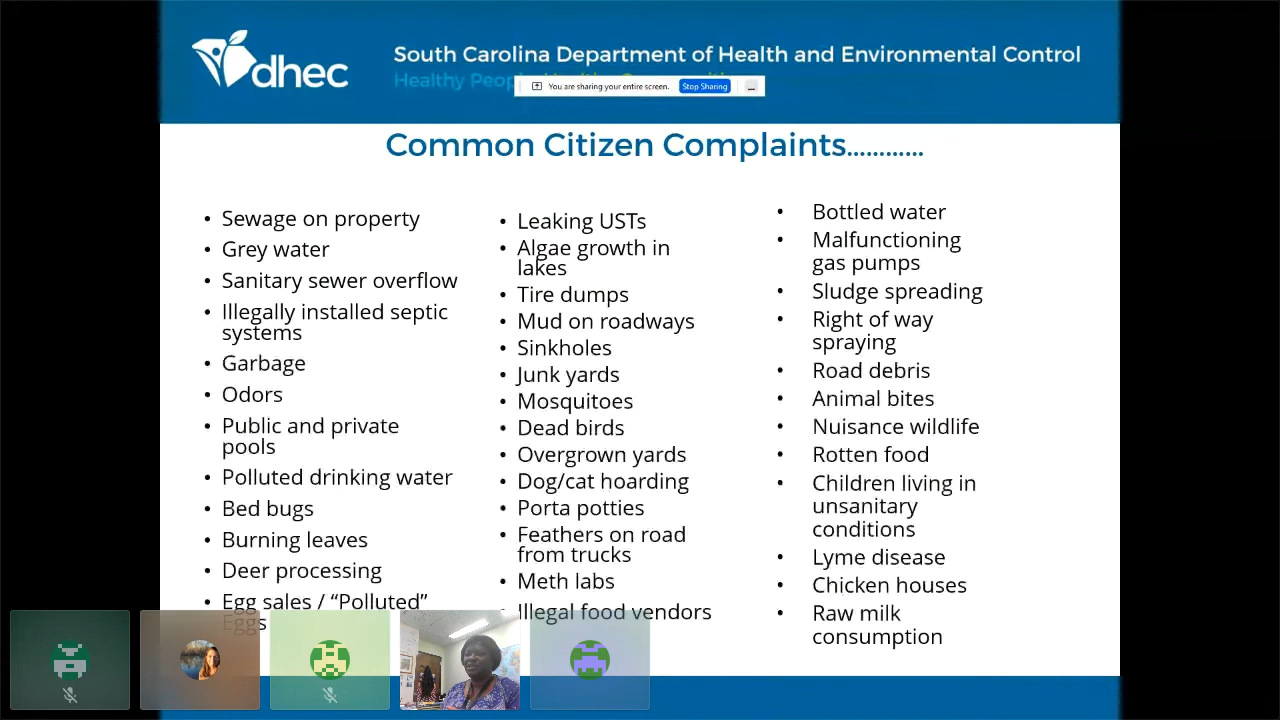 dhec
South Carolina Department of Health and Environmental Control
Healthy People.
You are sharing your entire screen.
Stop Sharing
Common Citizen Complaints............
• Sewage on property
• Grey water
• Sanitary sewer overflow
• Illegally installed septic
systems
• Garbage
• Odors
• Public and private
pools
• Polluted drinking water
• Bed bugs
• Burning leaves
• Deer processing
• Egg sales / “Polluted”
Eggs
• Leaking USTs
• Algae growth in
lakes
• Tire dumps
• Mud on roadways
• Sinkholes
• Junk yards
• Mosquitoes
• Dead birds
• Overgrown yards
• Dog/cat hoarding
• Porta potties
• Feathers on road
from trucks
• Meth labs
• Illegal food vendors
• Bottled water
• Malfunctioning
gas pumps
• Sludge spreading
• Right of way
spraying
• Road debris
• Animal bites
• Nuisance wildlife
• Rotten food
• Children living in
unsanitary
conditions
• Lyme disease
• Chicken houses
• Raw milk
consumption